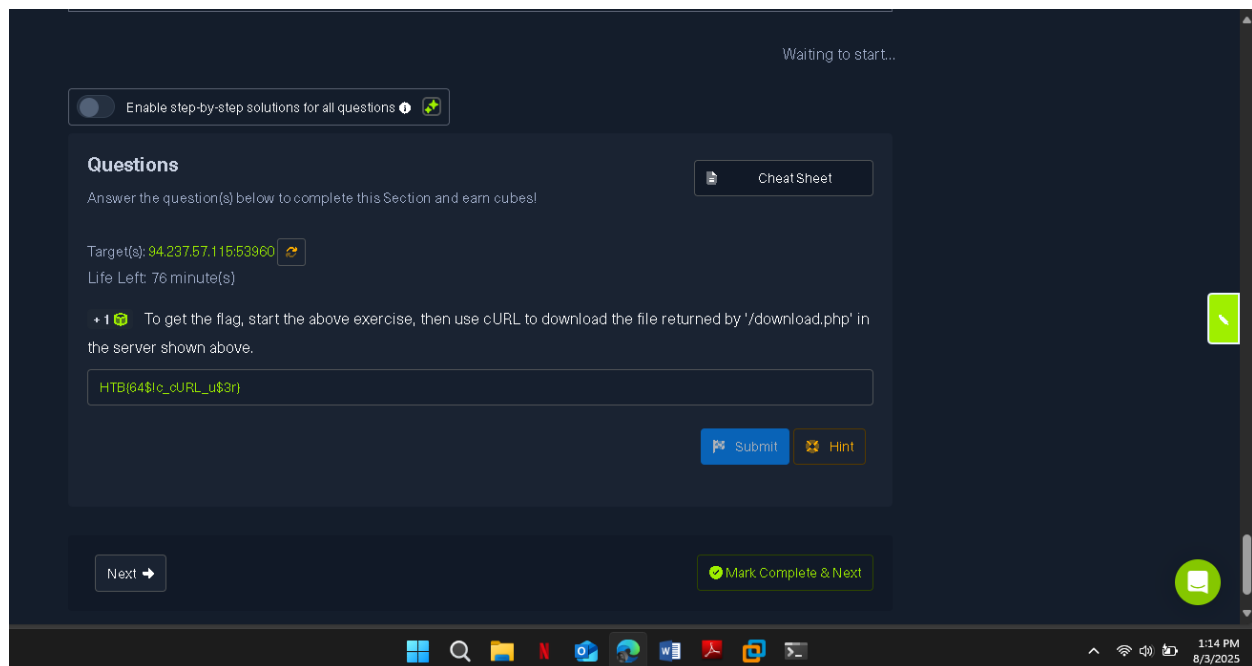 Waiting to start...
Enable step-by-step solutions for all questions
Questions
Cheat Sheet
Answer the question(s) below to complete this Section and earn cubes!
Target(s): 94.237.57.115:53960
Life Left: 76 minute(s)
+ 1 To get the flag, start the above exercise, then use cURL to download the file returned by '/download.php' in
the server shown above.
HTB{64$!c_cURL_u$3r}
Submit
Hint
Next
Mark Complete & Next
1:14 PM
8/3/2025